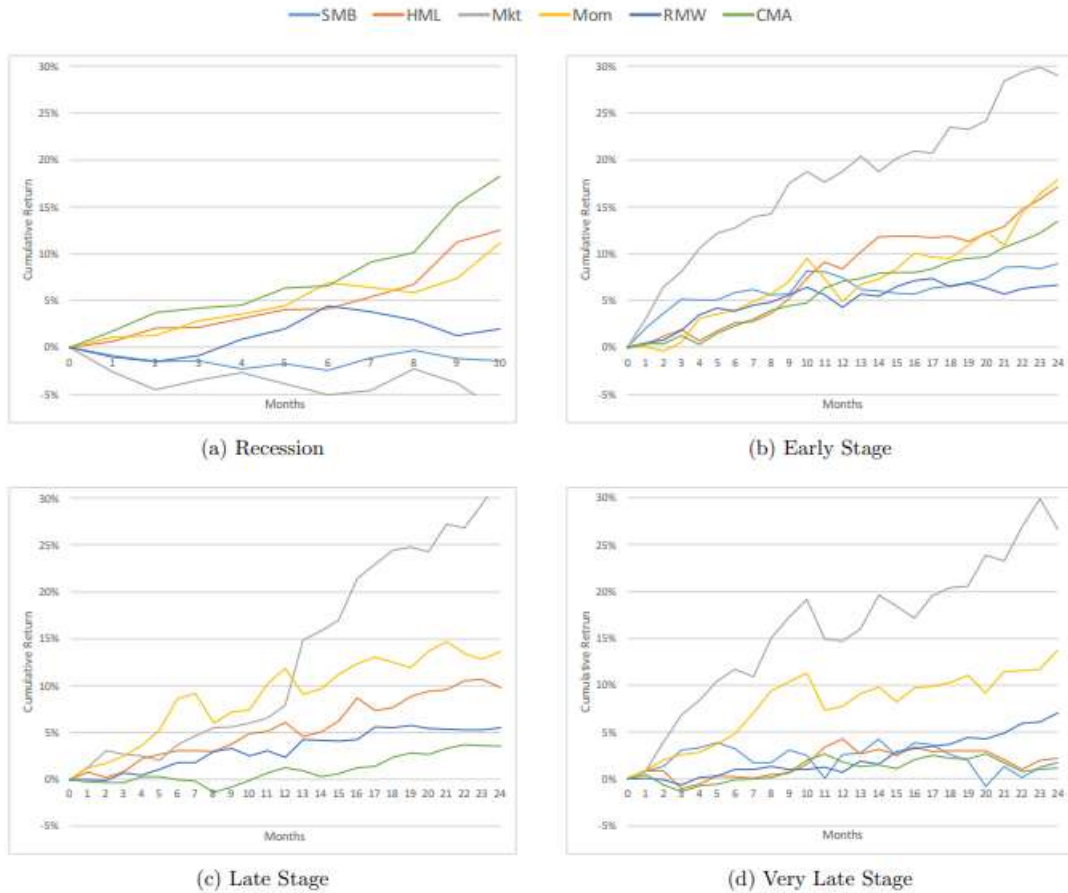 SMB HML Mkt Mom RMW CMA
30%
25%
20%
15%
10%
5%
0%
-5%
Cumulative Return
0 1 2 3 4 5 6 7 8 9 10
Months
(a) Recession
30%
25%
20%
15%
10%
5%
0%
-5%
Cumulative Return
0 1 2 3 4 5 6 7 8 9 10 11 12 13 14 15 16 17 18 19 20 21 22 23 24
Months
(b) Early Stage
30%
25%
20%
15%
10%
5%
0%
-5%
Cumulative Return
0 1 2 3 4 5 6 7 8 9 10 11 12 13 14 15 16 17 18 19 20 21 22 23 24
Months
(c) Late Stage
30%
25%
20%
15%
10%
5%
0%
-5%
Cumulative Retrun
0 1 2 3 4 5 6 7 8 9 10 11 12 13 14 15 16 17 18 19 20 21 22 23 24
Months
(d) Very Late Stage